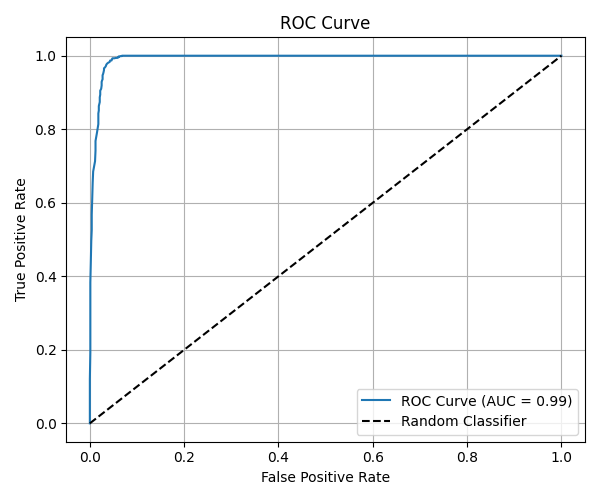 ROC Curve
1.0
0.8
0.6
0.4
0.2
0.0
True Positive Rate
ROC Curve (AUC = 0.99)
Random Classifier
0.0 0.2 0.4 0.6 0.8 1.0
False Positive Rate